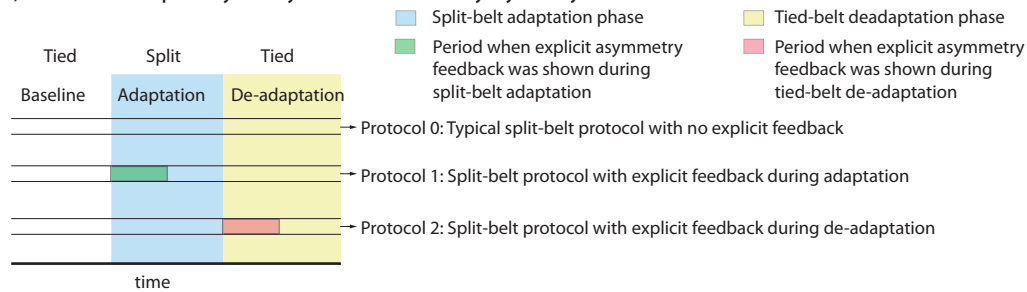 Split-belt adaptation phase
Tied-belt deadaptation phase
Period when explicit asymmetry
feedback was shown during
split-belt adaptation
Period when explicit asymmetry
feedback was shown during
tied-belt de-adaptation
Tied
Split
Tied
Baseline
Adaptation
De-adaptation
Protocol 0: Typical split-belt protocol with no explicit feedback
Protocol 1: Split-belt protocol with explicit feedback during adaptation
Protocol 2: Split-belt protocol with explicit feedback during de-adaptation
time